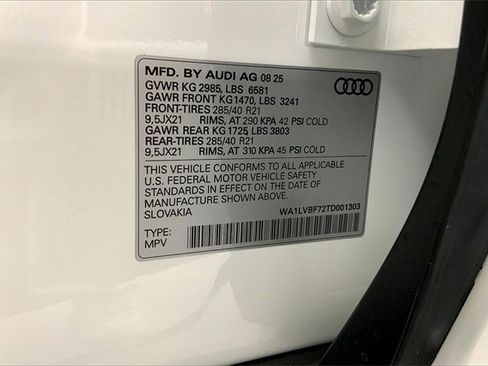 MFD. BY AUDI AG 08 25
GVWR KG 2985, LBS 6581
GAWR FRONT KG1470, LBS 3241
FRONT-TIRES 285/40 R21
9,5JX21 RIMS, AT 290 KPA 42 PSI COLD
GAWR REAR KG 1725, LBS 3803
REAR-TIRES 285/40 R21
9,5JX21 RIMS, AT 310 KPA 45 PSI COLD
THIS VEHICLE CONFORMS TO ALL APPLICABLE
U.S. FEDERAL MOTOR VEHICLE SAFETY
STANDARDS IN EFFECT ON THE DATE OF
MANUFACTURE SHOWN ABOVE.
SLOVAKIA WA1LVBF72TD001303
TYPE:
MPV